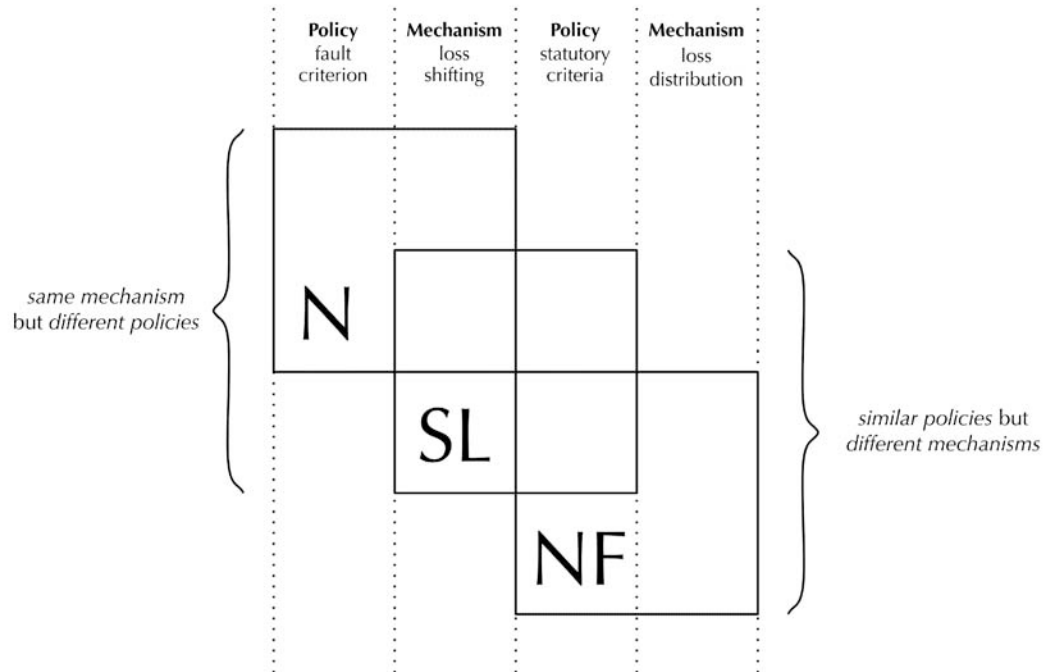 Policy
fault
criterion
Mechanism
loss
shifting
Policy
statutory
criteria
Mechanism
loss
distribution
same mechanism
but different policies
N
SL
NF
similar policies but
different mechanisms